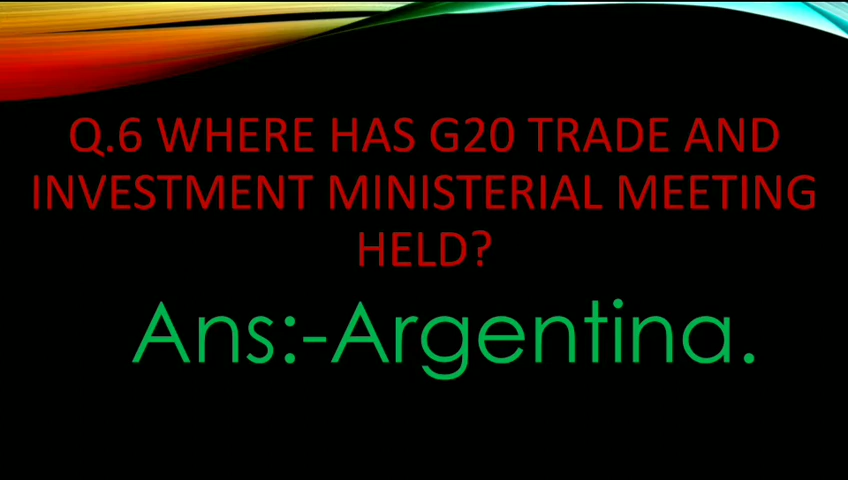 Q.6 WHERE HAS G20 TRADE AND
INVESTMENT MINISTERIAL MEETING
HELD?
Ans:-Argentina.